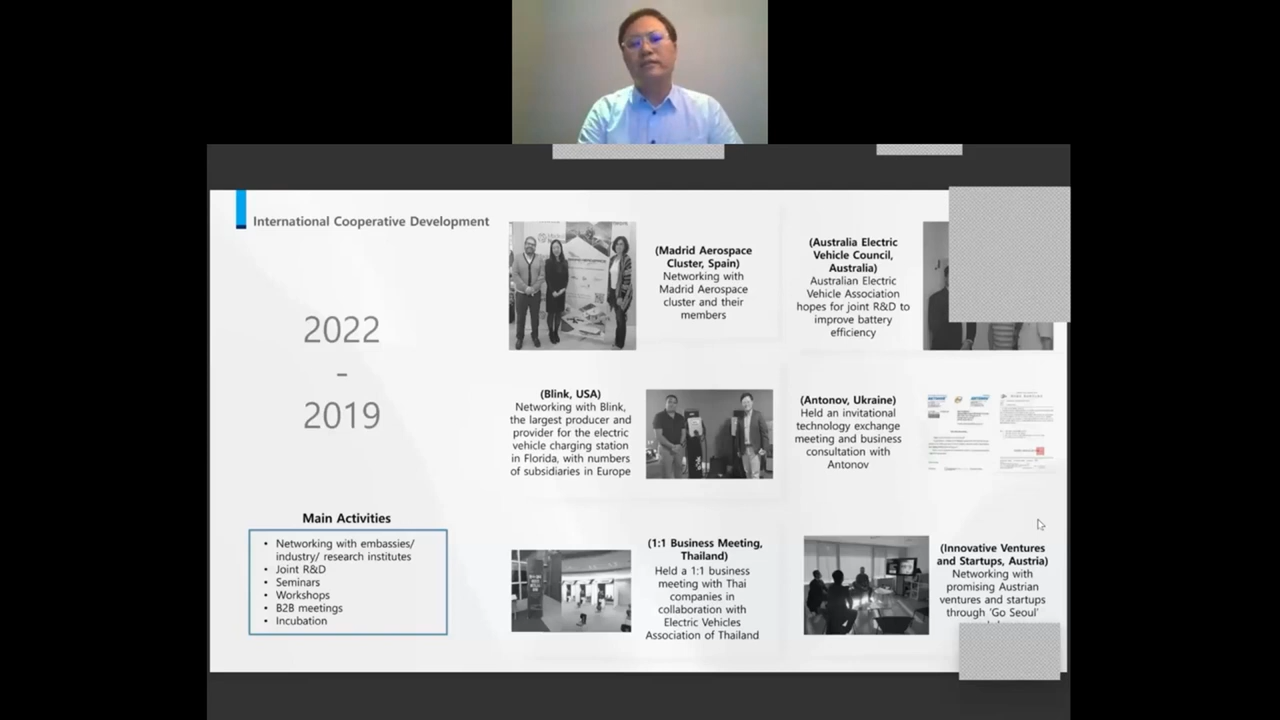 International Cooperative Development
2022
-
2019
Main Activities
• Networking with embassies/
industry/ research institutes
• Joint R&D
• Seminars
• Workshops
• B2B meetings
• Incubation
(Madrid Aerospace
Cluster, Spain)
Networking with
Madrid Aerospace
cluster and their
members
(Australia Electric
Vehicle Council,
Australia)
Australian Electric
Vehicle Association
hopes for joint R&D to
improve battery
efficiency
(Blink, USA)
Networking with Blink,
the largest producer and
provider for the electric
vehicle charging station
in Florida, with numbers
of subsidiaries in Europe
(Antonov, Ukraine)
Held an invitational
technology exchange
meeting and business
consultation with
Antonov
(1:1 Business Meeting,
Thailand)
Held a 1:1 business
meeting with Thai
companies in
collaboration with
Electric Vehicles
Association of Thailand
(Innovative Ventures
and Startups, Austria)
Networking with
promising Austrian
ventures and startups
through 'Go Seoul'